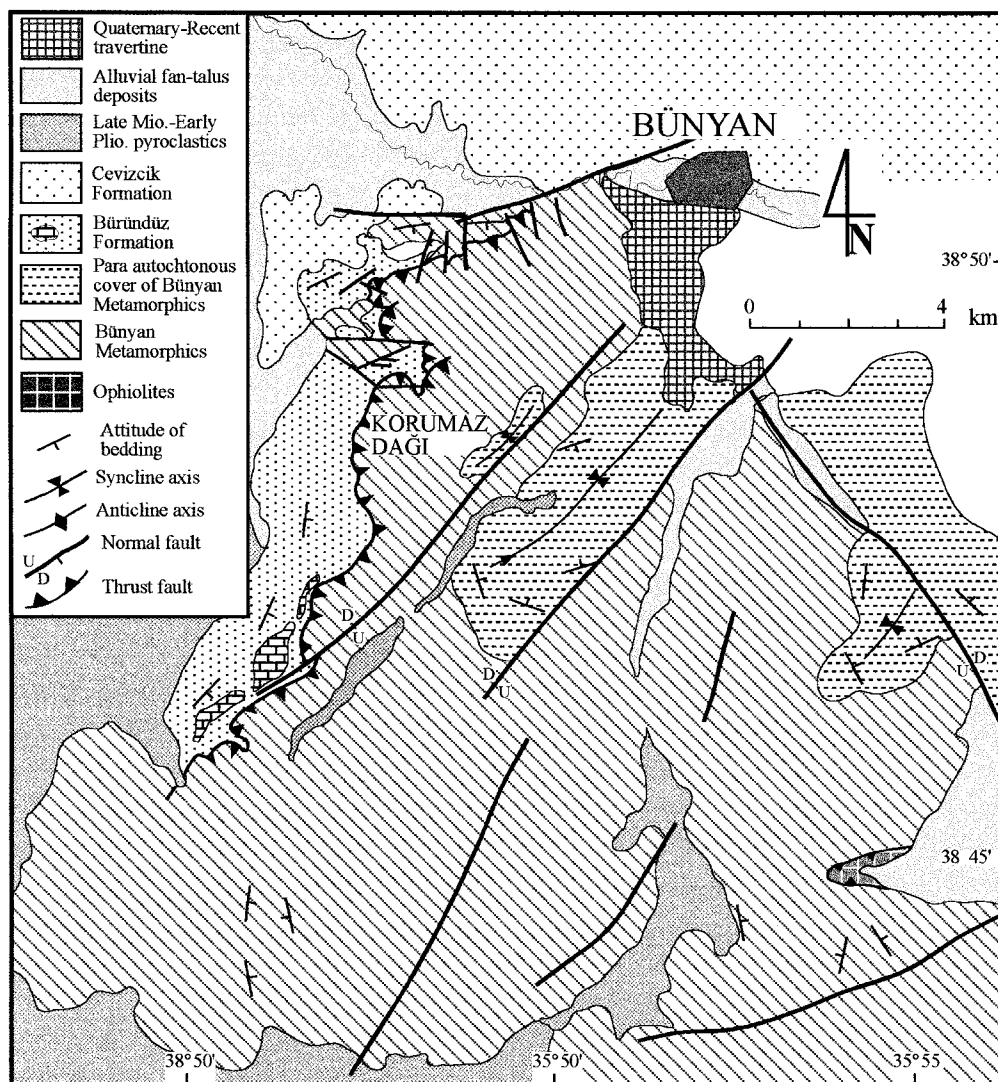 Quaternary-Recent
travertine
Alluvial fan-talus
deposits
Late Mio.-Early
Plio. pyroclastics
Cevizcik
Formation
Büründüz
Formation
Para autochtonous
cover of Bünyan
Metamorphics
Bünyan
Metamorphics
Ophiolites
Attitude of
bedding
Syncline axis
Anticline axis
U
D
Normal fault
Thrust fault
BÜNYAN
N
38°50'
0 4
km
KORUMAZ
DAĞI
D
U
D
U
U D
38 45'
38°50'
35°50'
35°55